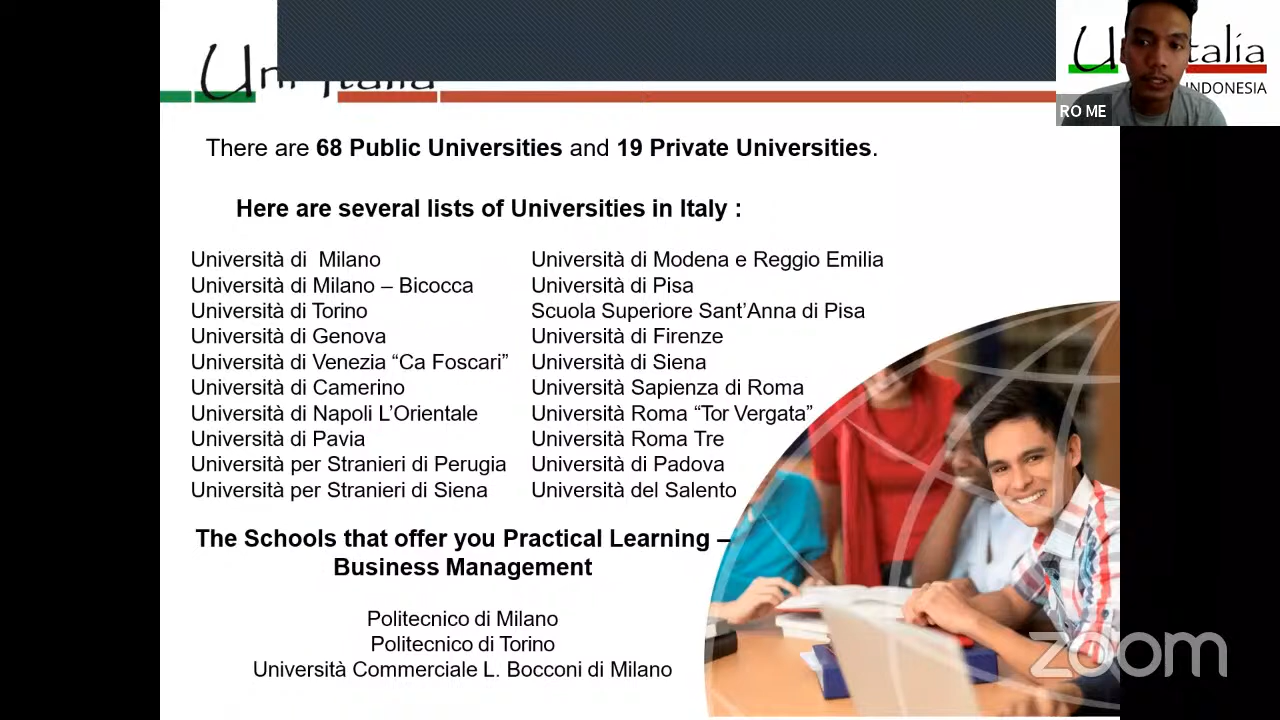 Uni Italia
Uni Italia
INDONESIA
RO ME
There are 68 Public Universities and 19 Private Universities.
Here are several lists of Universities in Italy :
Università di  Milano
Università di Milano – Bicocca
Università di Torino
Università di Genova
Università di Venezia “Ca Foscari”
Università di Camerino
Università di Napoli L’Orientale
Università di Pavia
Università per Stranieri di Perugia
Università per Stranieri di Siena
Università di Modena e Reggio Emilia
Università di Pisa
Scuola Superiore Sant’Anna di Pisa
Università di Firenze
Università di Siena
Università Sapienza di Roma
Università Roma “Tor Vergata”
Università Roma Tre
Università di Padova
Università del Salento
The Schools that offer you Practical Learning –
Business Management
Politecnico di Milano
Politecnico di Torino
Università Commerciale L. Bocconi di Milano
zoom